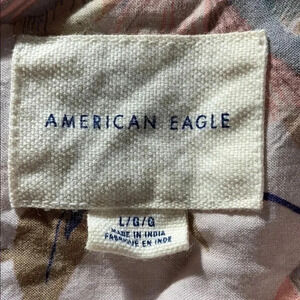 AMERICAN EAGLE
L/G/G
MADE IN INDIA
FABRIQUÉ EN INDE